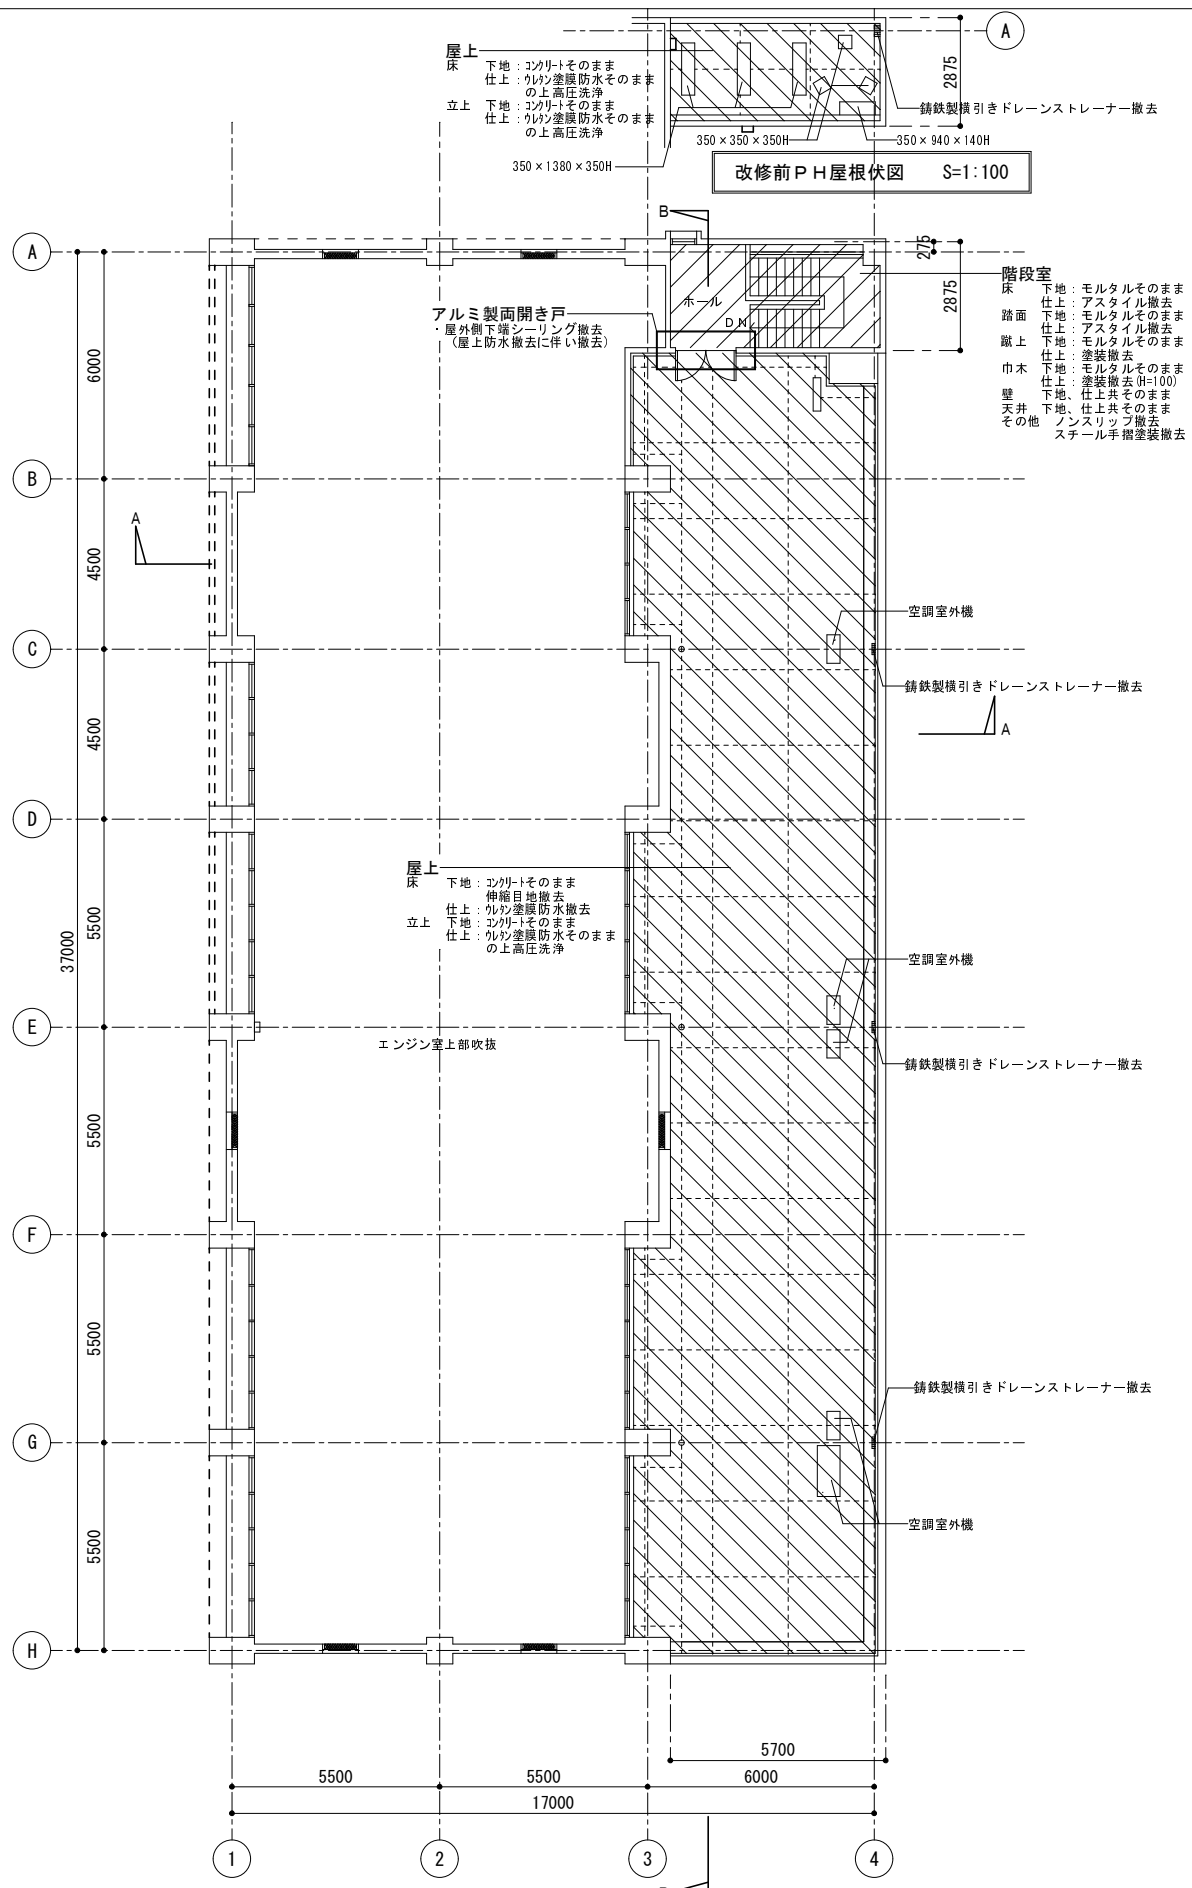 A
2875
屋上
床　下地：コンクリートそのまま
仕上：ウレタン塗膜防水そのまま
の上高圧洗浄
立上　下地：コンクリートそのまま
仕上：ウレタン塗膜防水そのまま
の上高圧洗浄
鋳鉄製横引きドレーンストレーナー撤去
350×350×350H
350×940×140H
350×1380×350H
改修前ＰＨ屋根伏図　S=1:100
B
A
275
2875
ホール
ＤＮ
階段室
床　下地：モルタルそのまま
仕上：アスタイル撤去
踏面　下地：モルタルそのまま
仕上：アスタイル撤去
蹴上　下地：モルタルそのまま
仕上：塗装撤去
巾木　下地：モルタルそのまま
仕上：塗装撤去(H=100)
壁　下地、仕上共そのまま
天井　下地、仕上共そのまま
その他　ノンスリップ撤去
スチール手摺塗装撤去
アルミ製両開き戸
・屋外側下端シーリング撤去
（屋上防水撤去に伴い撤去）
6000
B
A
4500
空調室外機
C
鋳鉄製横引きドレーンストレーナー撤去
4500
A
D
屋上
床　下地：コンクリートそのまま
伸縮目地撤去
仕上：ウレタン塗膜防水撤去
立上　下地：コンクリートそのまま
仕上：ウレタン塗膜防水そのまま
の上高圧洗浄
5500
37000
空調室外機
E
エンジン室上部吹抜
鋳鉄製横引きドレーンストレーナー撤去
5500
F
5500
鋳鉄製横引きドレーンストレーナー撤去
G
空調室外機
5500
H
5700
5500
5500
6000
17000
1
2
3
4